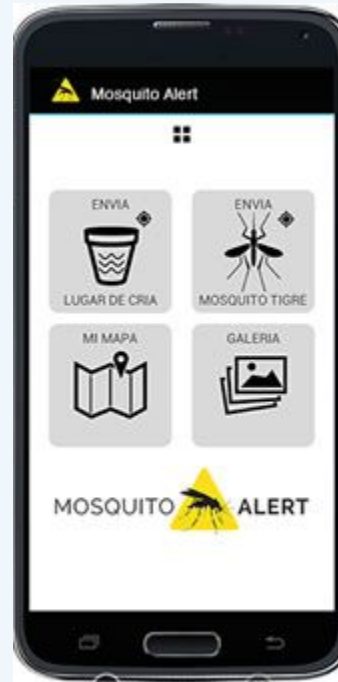 Mosquito Alert
ENVIA
LUGAR DE CRIA
ENVIA
MOSQUITO TIGRE
MI MAPA
GALERIA
MOSQUITO ALERT